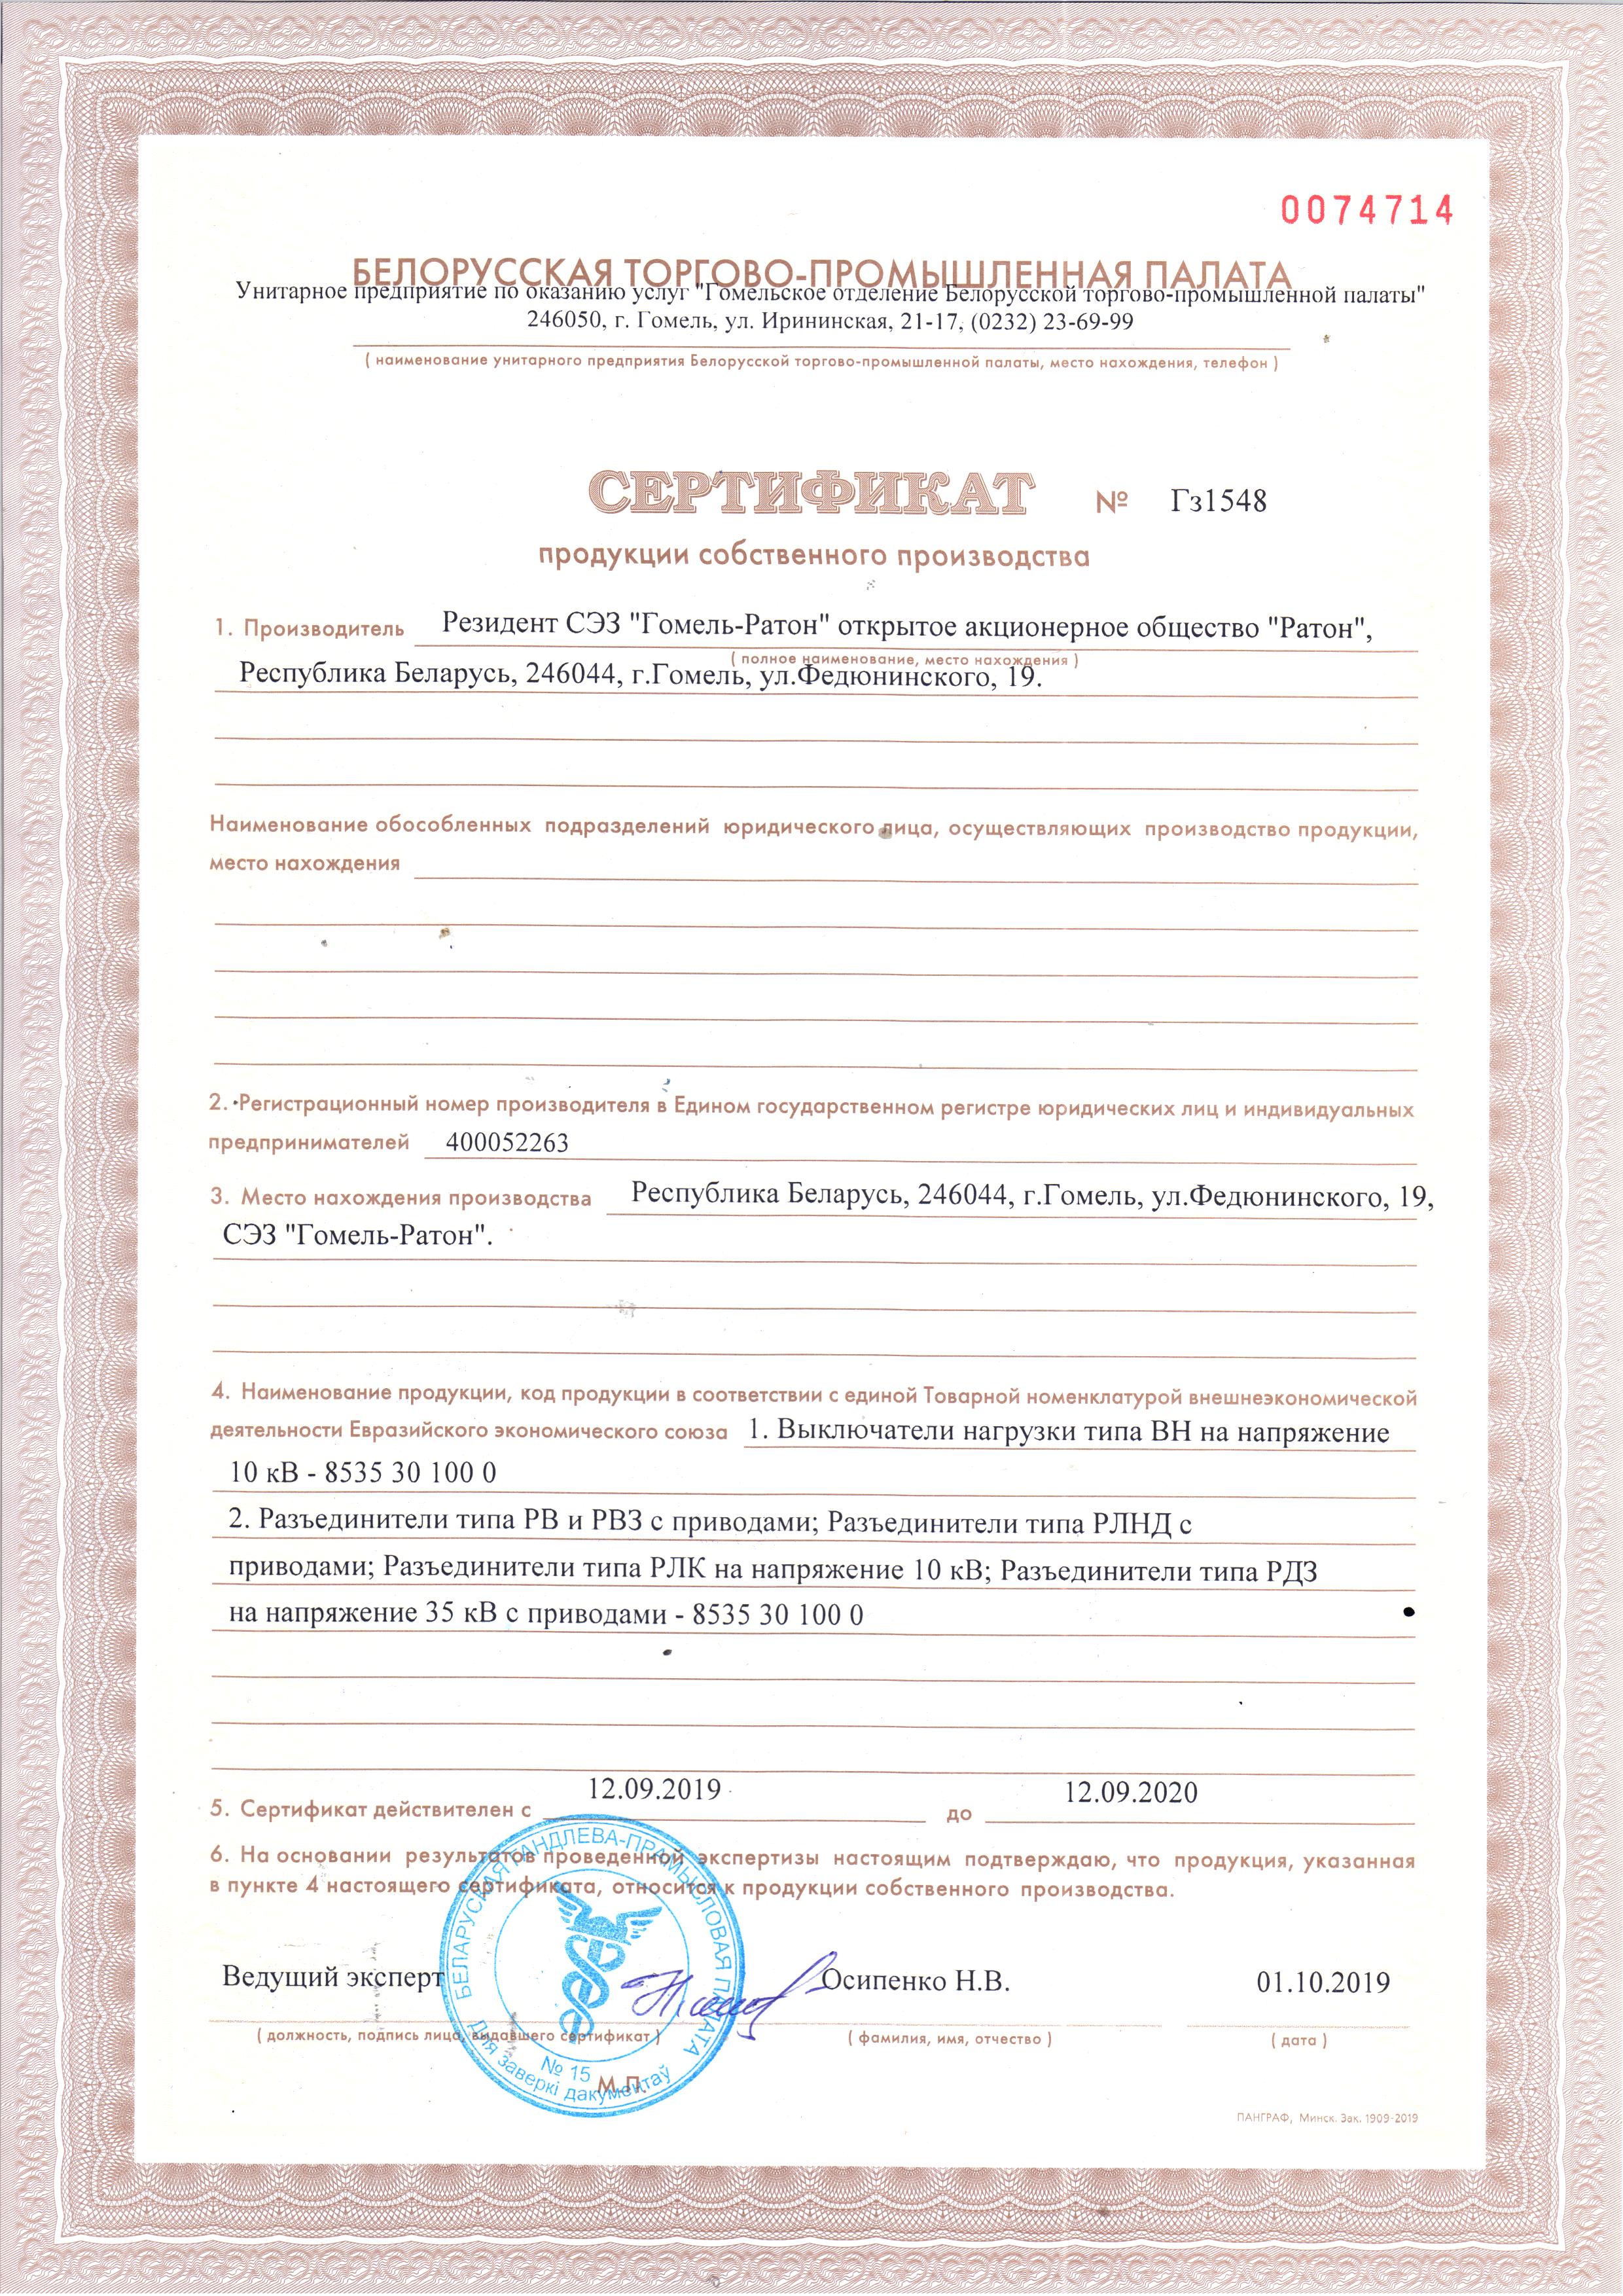 0074714
БЕЛОРУССКАЯ ТОРГОВО-ПРОМЫШЛЕННАЯ ПАЛАТА
Унитарное предприятие по оказанию услуг "Гомельское отделение Белорусской торгово-промышленной палаты"
246050, г. Гомель, ул. Ирининская, 21-17, (0232) 23-69-99
( наименование унитарного предприятия Белорусской торгово-промышленной палаты, место нахождения, телефон )
СЕРТИФИКАТ № Гз1548
продукции собственного производства
1. Производитель Резидент СЭЗ "Гомель-Ратон" открытое акционерное общество "Ратон",
( полное наименование, место нахождения )
Республика Беларусь, 246044, г.Гомель, ул.Федюнинского, 19.
Наименование обособленных подразделений юридического лица, осуществляющих производство продукции,
место нахождения
2. Регистрационный номер производителя в Едином государственном регистре юридических лиц и индивидуальных
предпринимателей 400052263
3. Место нахождения производства Республика Беларусь, 246044, г.Гомель, ул.Федюнинского, 19,
СЭЗ "Гомель-Ратон".
4. Наименование продукции, код продукции в соответствии с единой Товарной номенклатурой внешнеэкономической
деятельности Евразийского экономического союза 1. Выключатели нагрузки типа ВН на напряжение
10 кВ - 8535 30 100 0
2. Разъединители типа РВ и РВЗ с приводами; Разъединители типа РЛНД с
приводами; Разъединители типа РЛК на напряжение 10 кВ; Разъединители типа РДЗ
на напряжение 35 кВ с приводами - 8535 30 100 0
5. Сертификат действителен с 12.09.2019 до 12.09.2020
6. На основании результатов проведенной экспертизы настоящим подтверждаю, что продукция, указанная
в пункте 4 настоящего сертификата, относится к продукции собственного производства.
БЕЛАРУСКАЯ ГАНДЛЕВА-ПРАМЫСЛОВАЯ ПАЛАТА
Ведущий эксперт Осипенко Н.В. 01.10.2019
( должность, подпись лица, выдавшего сертификат ) ( фамилия, имя, отчество ) ( дата )
№ 15
Для заверкі дакументаў
М.П.
ПАНГРАФ, Минск. Зак. 1909-2019